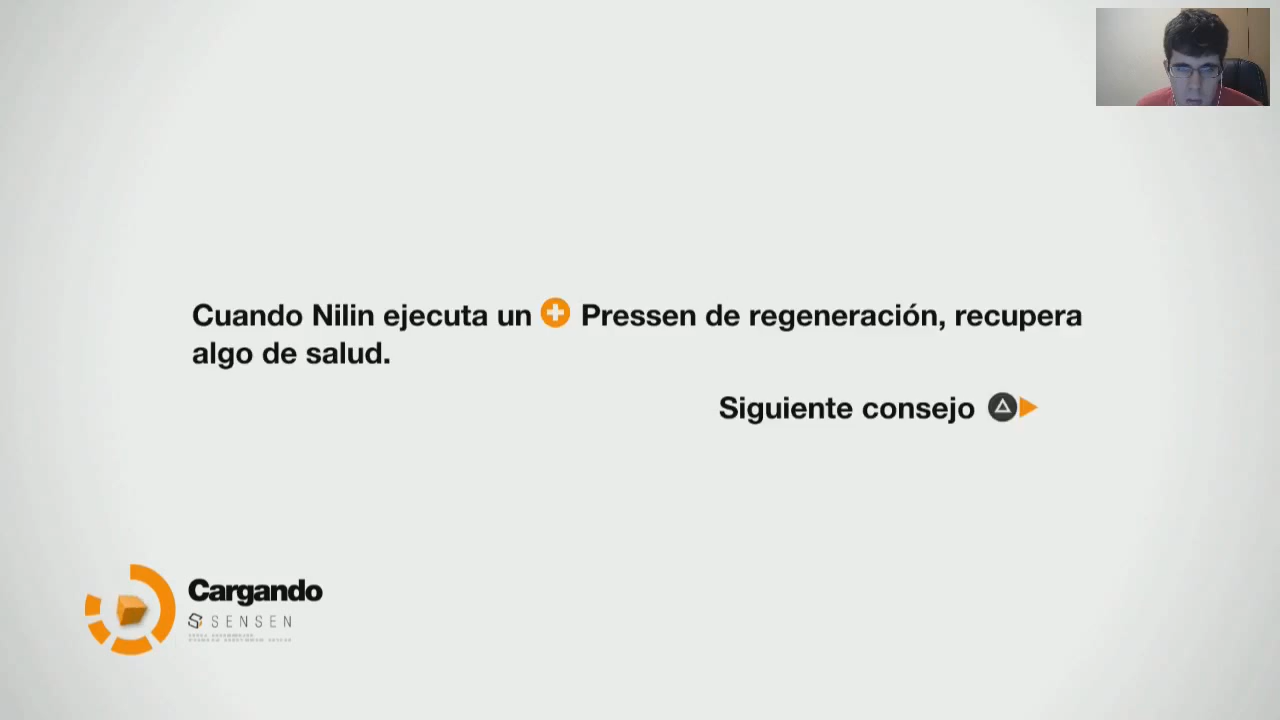 Cuando Nilin ejecuta un Pressen de regeneración, recupera
algo de salud.
Siguiente consejo
Cargando
SENSEN